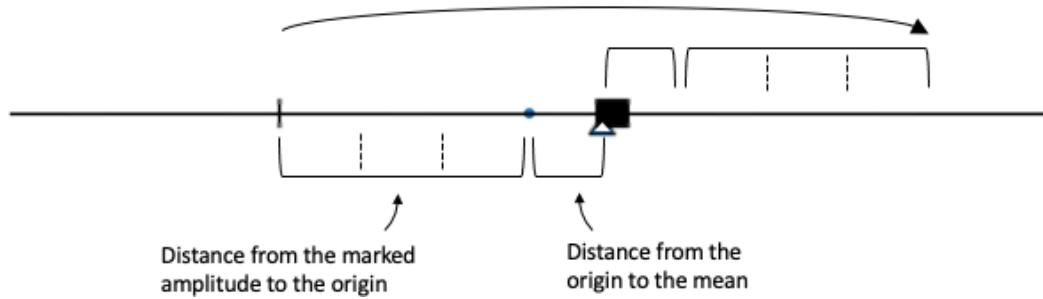 Distance from the marked
amplitude to the origin
Distance from the
origin to the mean